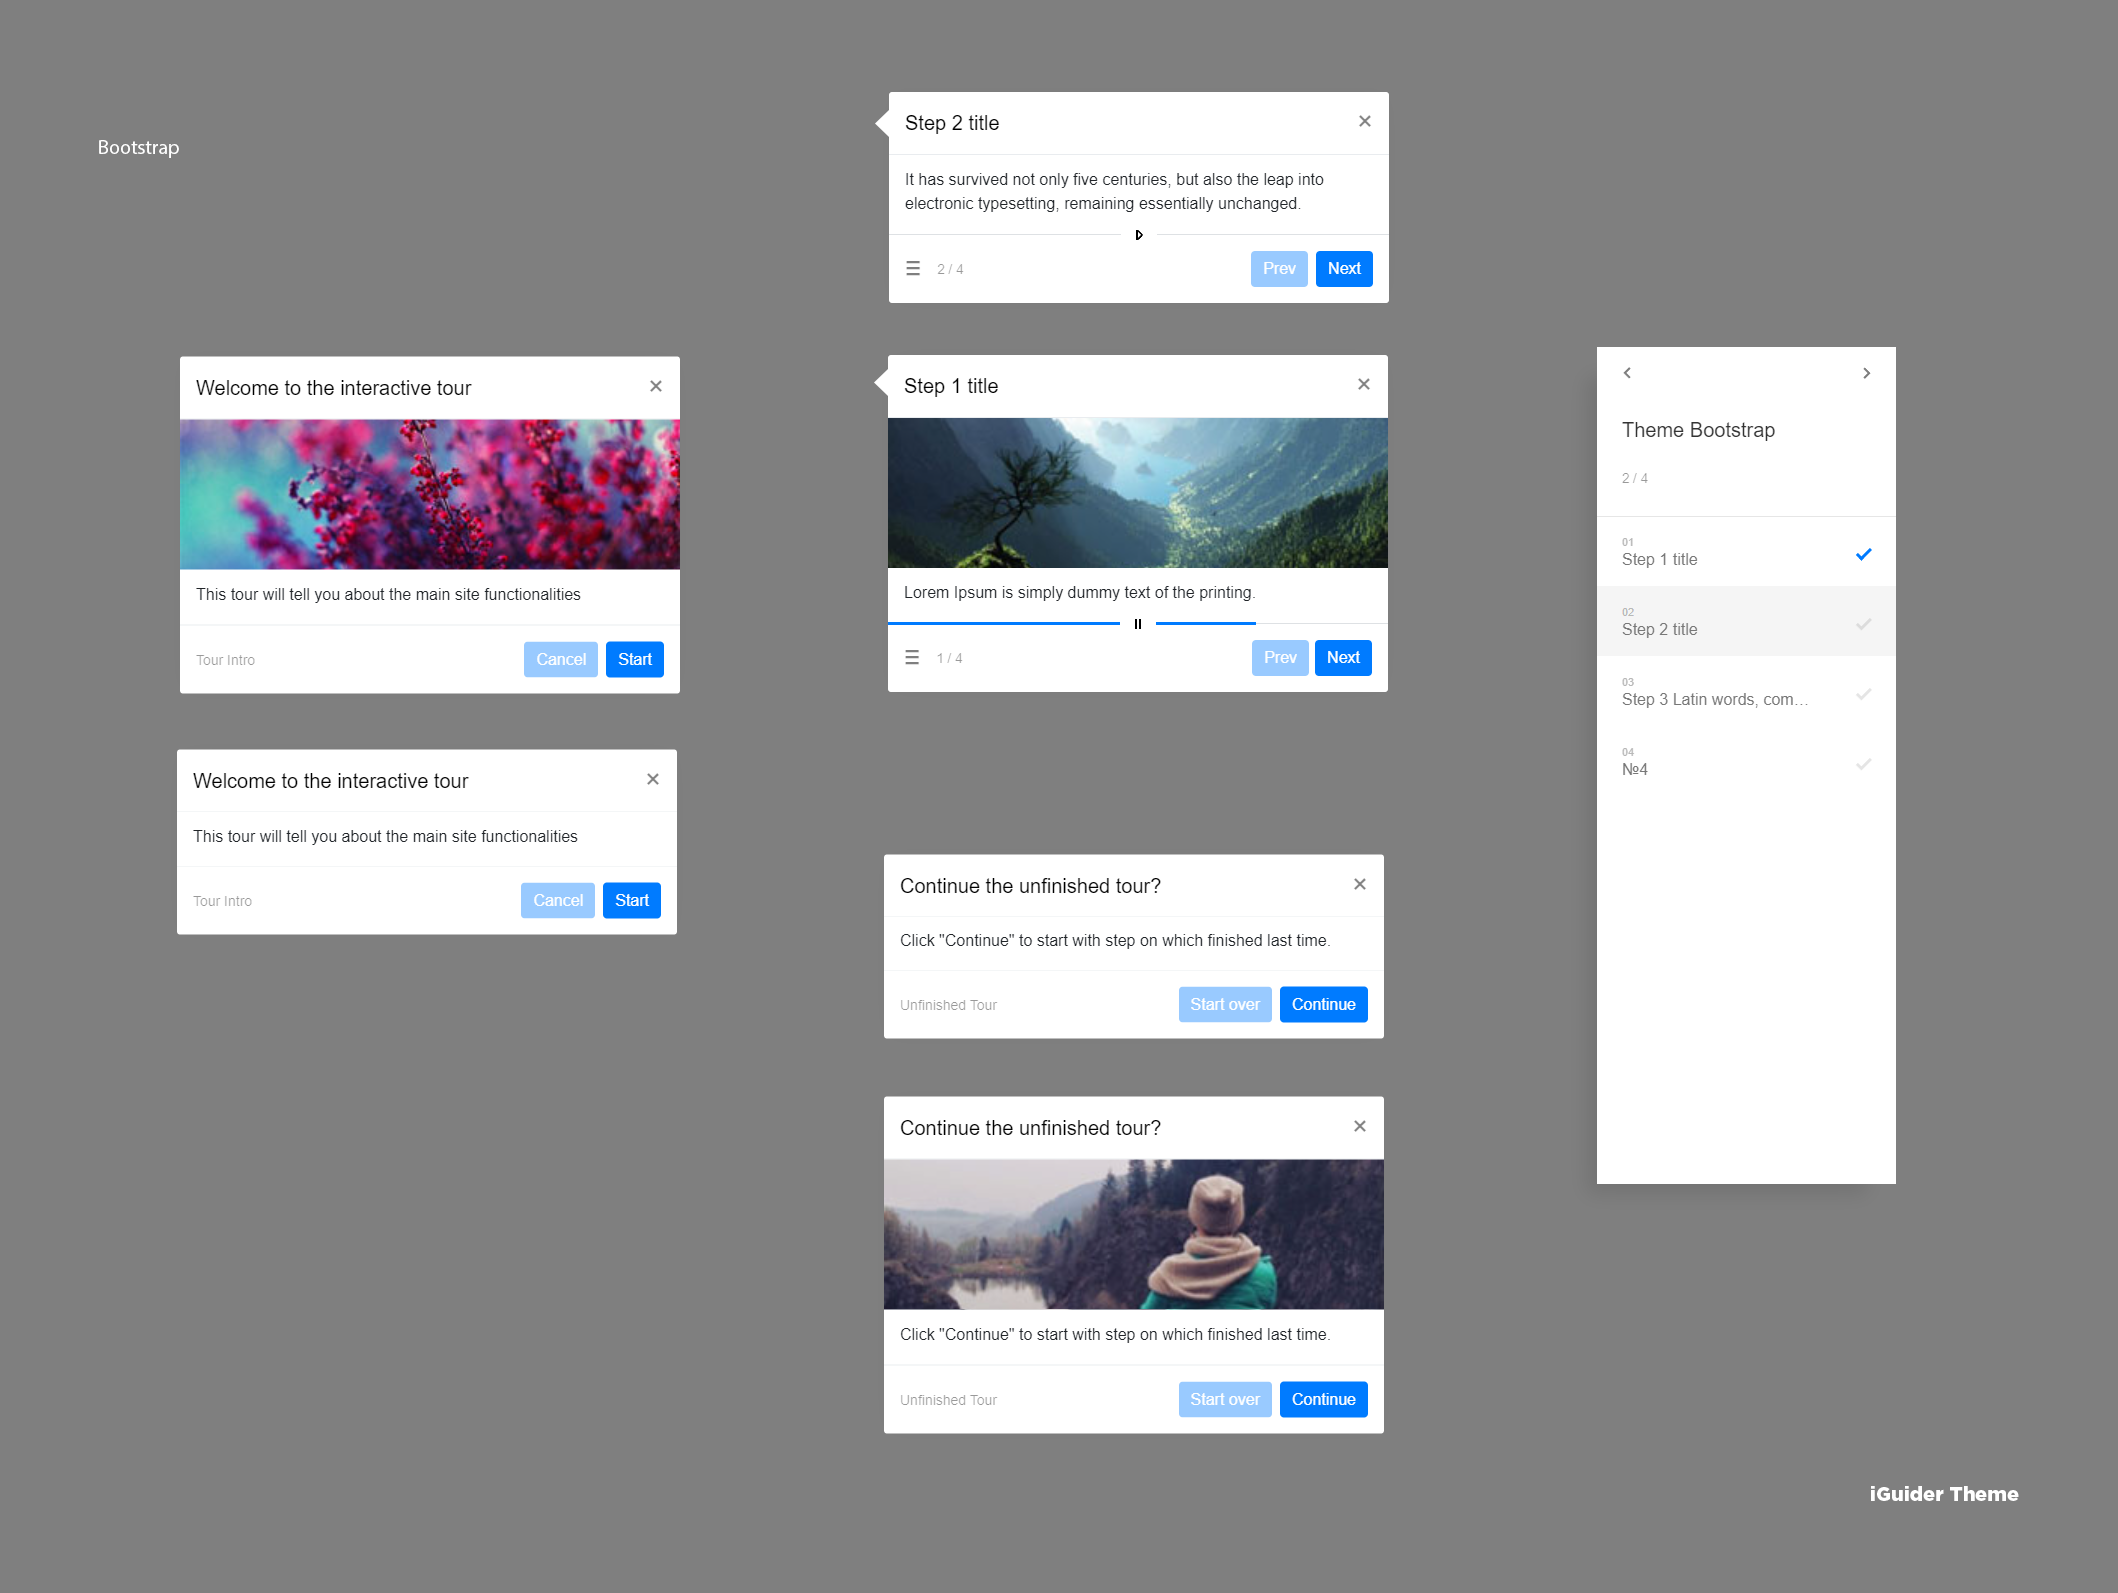 Bootstrap
Welcome to the interactive tour
This tour will tell you about the main site functionalities
Tour Intro
Cancel
Start
Welcome to the interactive tour
This tour will tell you about the main site functionalities
Tour Intro
Cancel
Start
Step 2 title
It has survived not only five centuries, but also the leap into
electronic typesetting, remaining essentially unchanged.
2 / 4
Prev
Next
Step 1 title
Lorem Ipsum is simply dummy text of the printing.
1 / 4
Prev
Next
Continue the unfinished tour?
Click "Continue" to start with step on which finished last time.
Unfinished Tour
Start over
Continue
Continue the unfinished tour?
Click "Continue" to start with step on which finished last time.
Unfinished Tour
Start over
Continue
Theme Bootstrap
2 / 4
01
Step 1 title
02
Step 2 title
03
Step 3 Latin words, com…
04
№4
iGuider Theme